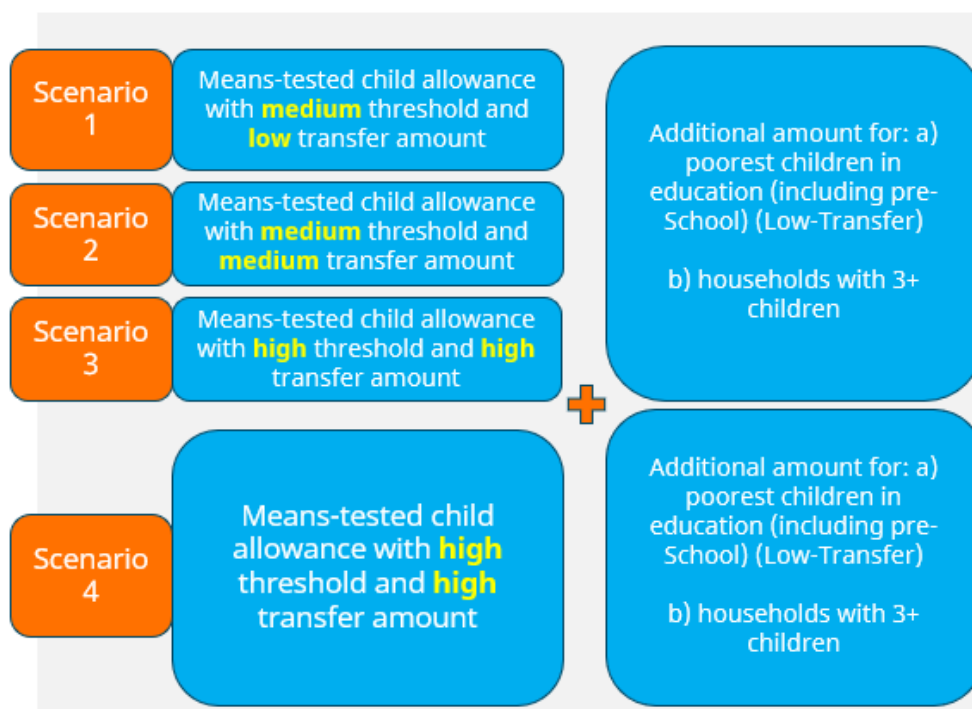 Scenario
1
Means-tested child allowance
with medium threshold and
low transfer amount
Scenario
2
Means-tested child allowance
with medium threshold and
medium transfer amount
Scenario
3
Means-tested child allowance
with high threshold and high
transfer amount
Additional amount for: a)
poorest children in
education (including pre-
School) (Low-Transfer)
b) households with 3+
children
Scenario
4
Means-tested child
allowance with high
threshold and high
transfer amount
Additional amount for: a)
poorest children in
education (including pre-
School) (Low-Transfer)
b) households with 3+
children